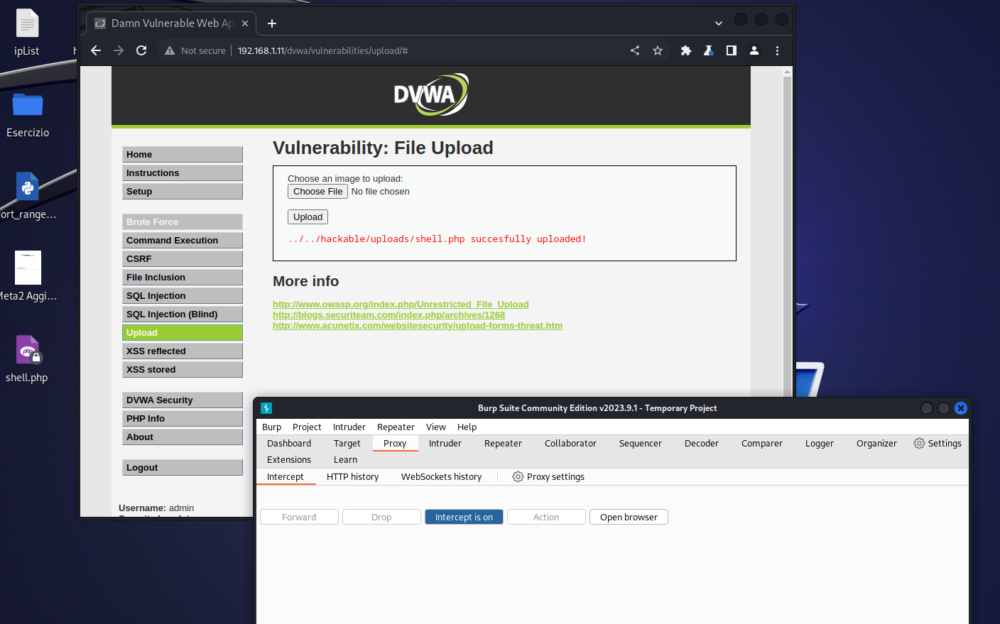 ipList
Esercizio
ort_range...
Meta2 Aggi...
shell.php
Damn Vulnerable Web Ap
Not secure
192.168.1.11/dvwa/vulnerabilities/upload/#
DVWA
Home
Instructions
Setup
Brute Force
Command Execution
CSRF
File Inclusion
SQL Injection
SQL Injection (Blind)
Upload
XSS reflected
XSS stored
DVWA Security
PHP Info
About
Logout
Username: admin
Vulnerability: File Upload
Choose an image to upload:
Choose File No file chosen
Upload
../../hackable/uploads/shell.php succesfully uploaded!
More info
http://www.owasp.org/index.php/Unrestricted_File_Upload
http://blogs.securiteam.com/index.php/archives/1268
http://www.acunetix.com/websitesecurity/upload-forms-threat.htm
Burp Suite Community Edition v2023.9.1 - Temporary Project
Burp Project Intruder Repeater View Help
Dashboard Target Proxy Intruder Repeater Collaborator Sequencer Decoder Comparer Logger Organizer Settings
Extensions Learn
Intercept HTTP history WebSockets history Proxy settings
Forward Drop Intercept is on Action Open browser